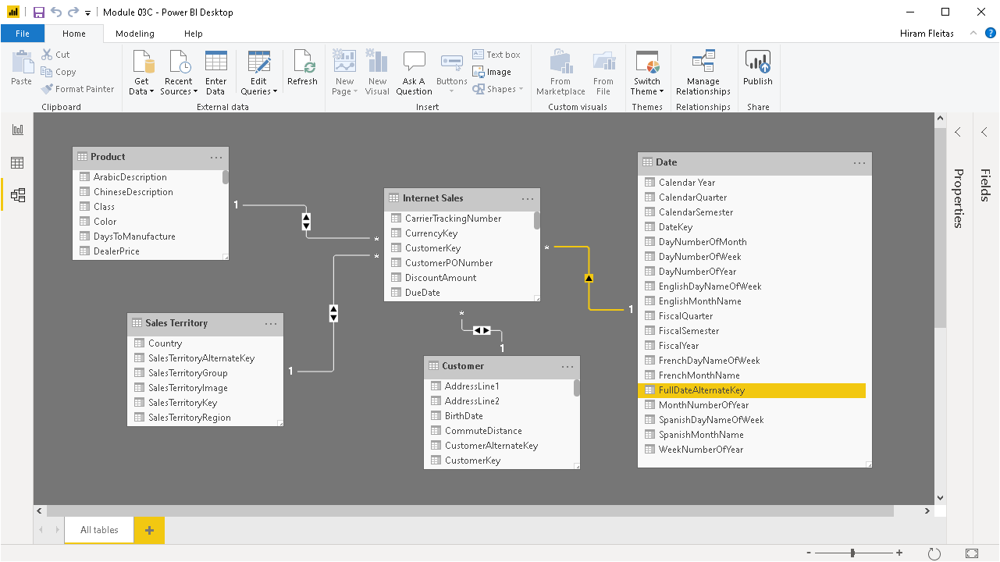 Module 03C - Power BI Desktop
File Home Modeling Help Hiram Fleitas
Paste
Cut
Copy
Format Painter
Clipboard
Get Data
Recent Sources
Enter Data
Edit Queries
Refresh
External data
New Page
New Visual
Ask A Question
Buttons
Text box
Image
Shapes
Insert
From Marketplace
From File
Custom visuals
Switch Theme
Themes
Manage Relationships
Relationships
Publish
Share
Product
ArabicDescription
ChineseDescription
Class
Color
DaysToManufacture
DealerPrice
1
*
Internet Sales
CarrierTrackingNumber
CurrencyKey
CustomerKey
CustomerPONumber
DiscountAmount
DueDate
*
*
1
Date
Calendar Year
CalendarQuarter
CalendarSemester
DateKey
DayNumberOfMonth
DayNumberOfWeek
DayNumberOfYear
EnglishDayNameOfWeek
EnglishMonthName
FiscalQuarter
FiscalSemester
FiscalYear
FrenchDayNameOfWeek
FrenchMonthName
FullDateAlternateKey
MonthNumberOfYear
SpanishDayNameOfWeek
SpanishMonthName
WeekNumberOfYear
Sales Territory
Country
SalesTerritoryAlternateKey
SalesTerritoryGroup
SalesTerritoryImage
SalesTerritoryKey
SalesTerritoryRegion
1
*
1
Customer
AddressLine1
AddressLine2
BirthDate
CommuteDistance
CustomerAlternateKey
CustomerKey
Properties
Fields
All tables